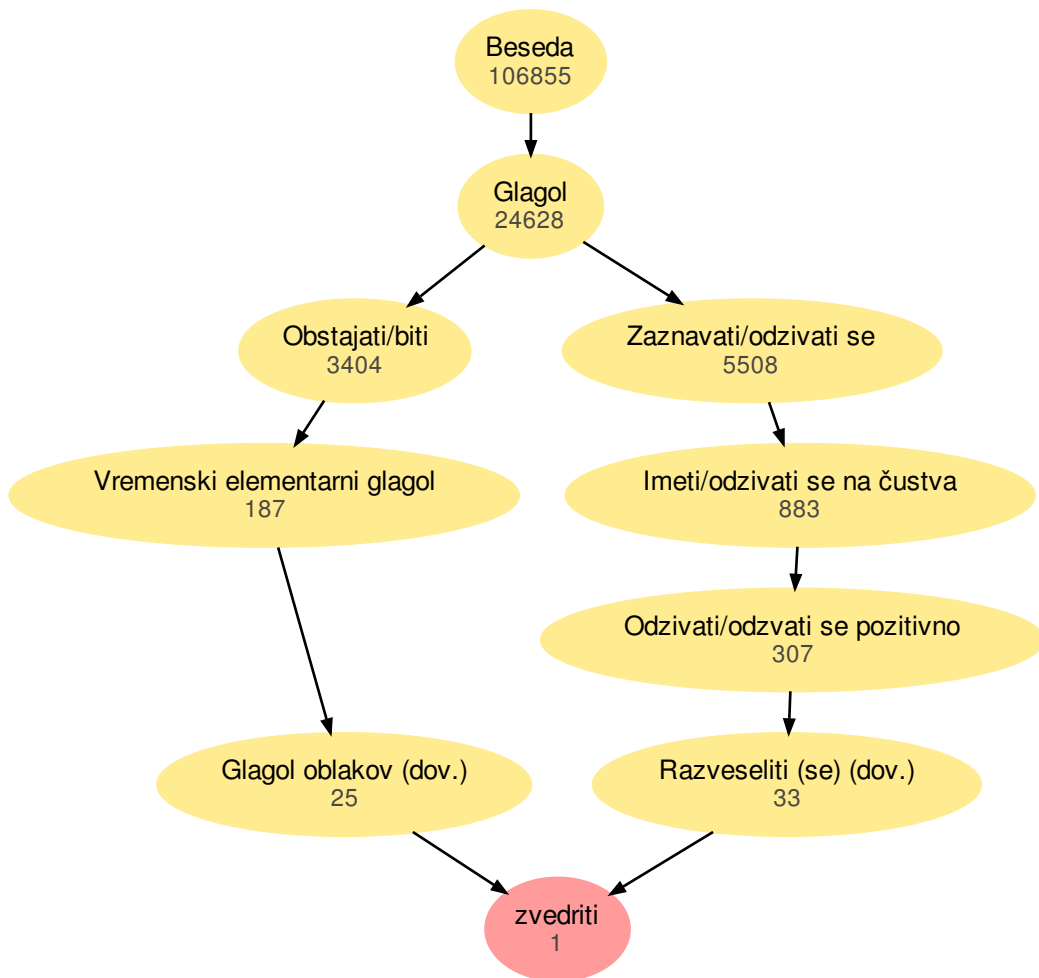 Beseda
106855
Glagol
24628
Obstajati/biti
3404
Zaznavati/odzivati se
5508
Vremenski elementarni glagol
187
Imeti/odzivati se na čustva
883
Odzivati/odzvati se pozitivno
307
Glagol oblakov (dov.)
25
Razveseliti (se) (dov.)
33
zvedriti
1